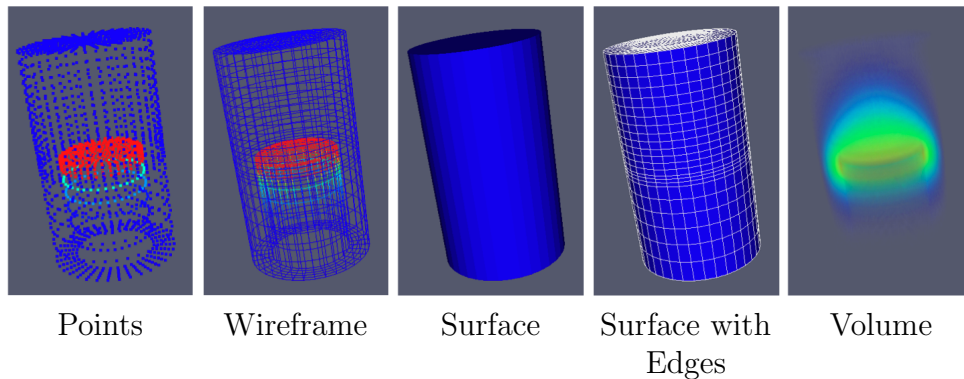 Points
Wireframe
Surface
Surface with
Edges
Volume